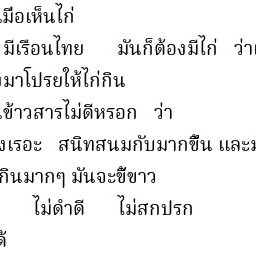 เมื่อเห็นไก่
มีเรือนไทย มันก็ต้องมีไก่ ว่า
มาโปรยให้ไก่กิน
ข้าวสารไม่ดีหรอก ว่า
เรอะ สนิทสนมกับมากขึ้น และ
กินมากๆ มันจะขี้ขาว
ไม่ดำดี ไม่สกปรก